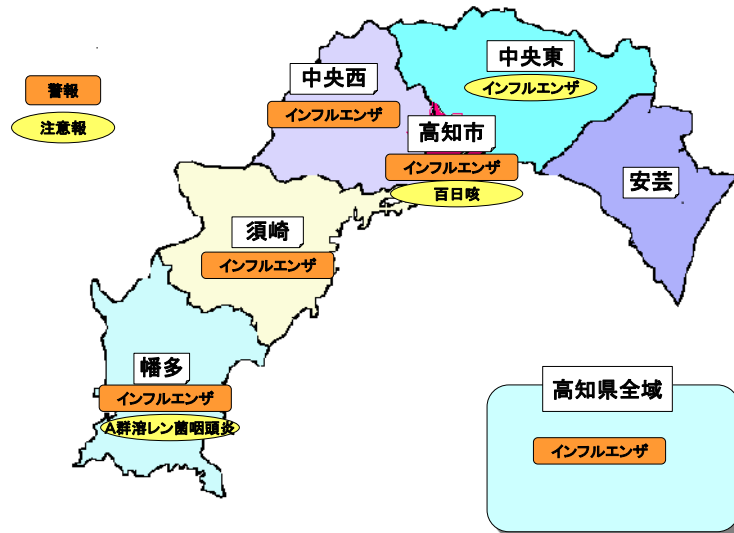 警報
注意報
中央東
インフルエンザ
中央西
インフルエンザ
高知市
インフルエンザ
百日咳
安芸
須崎
インフルエンザ
幡多
インフルエンザ
A群溶レン菌咽頭炎
高知県全域
インフルエンザ